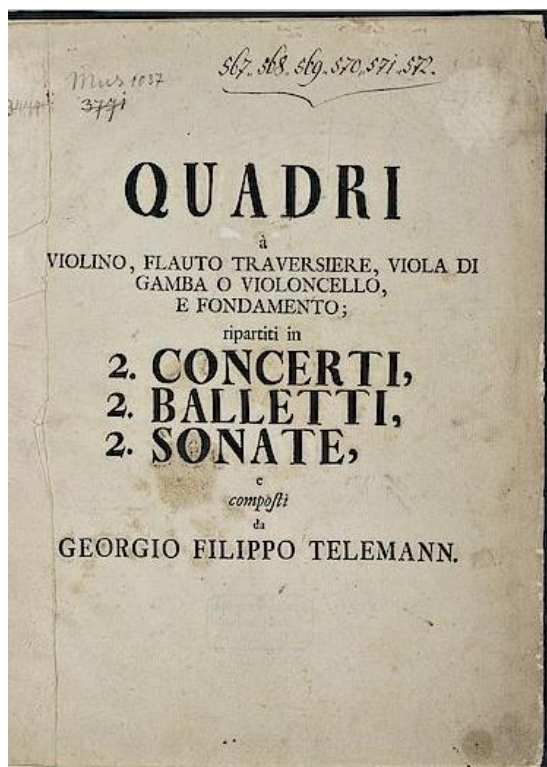 567. 568. 569. 570. 571. 572.
Mus 1037
3771
QUADRI
à
VIOLINO, FLAUTO TRAVERSIERE, VIOLA DI
GAMBA O VIOLONCELLO,
E FONDAMENTO;
ripartiti in
2. CONCERTI,
2. BALLETTI,
2. SONATE,
e
compoſti
da
GEORGIO FILIPPO TELEMANN.